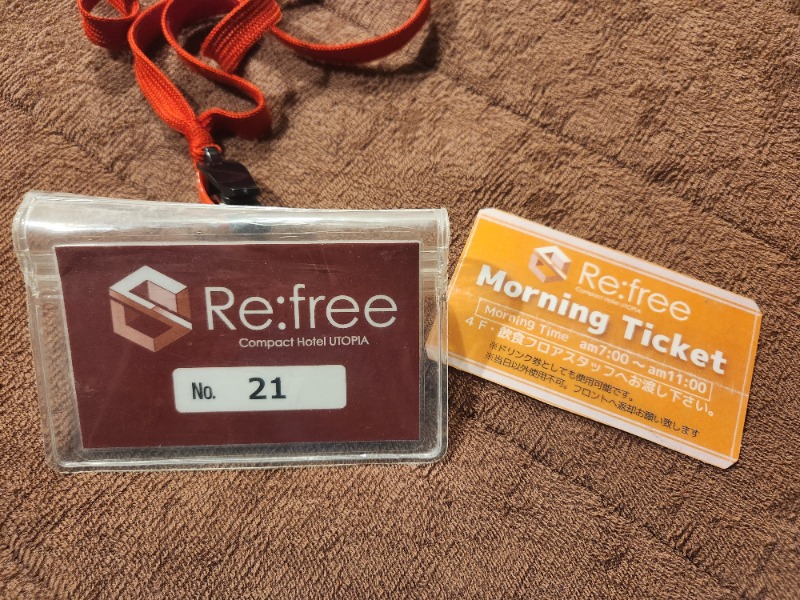 Re:free
Compact Hotel UTOPIA
No. 21
Re:free
Compact Hotel UTOPIA
Morning Ticket
Morning Time am7:00～am11:00
4F・飲食フロアスタッフへお渡し下さい。
※ドリンク券としても使用可能です。
※当日以外使用不可。フロントへ返却お願い致します